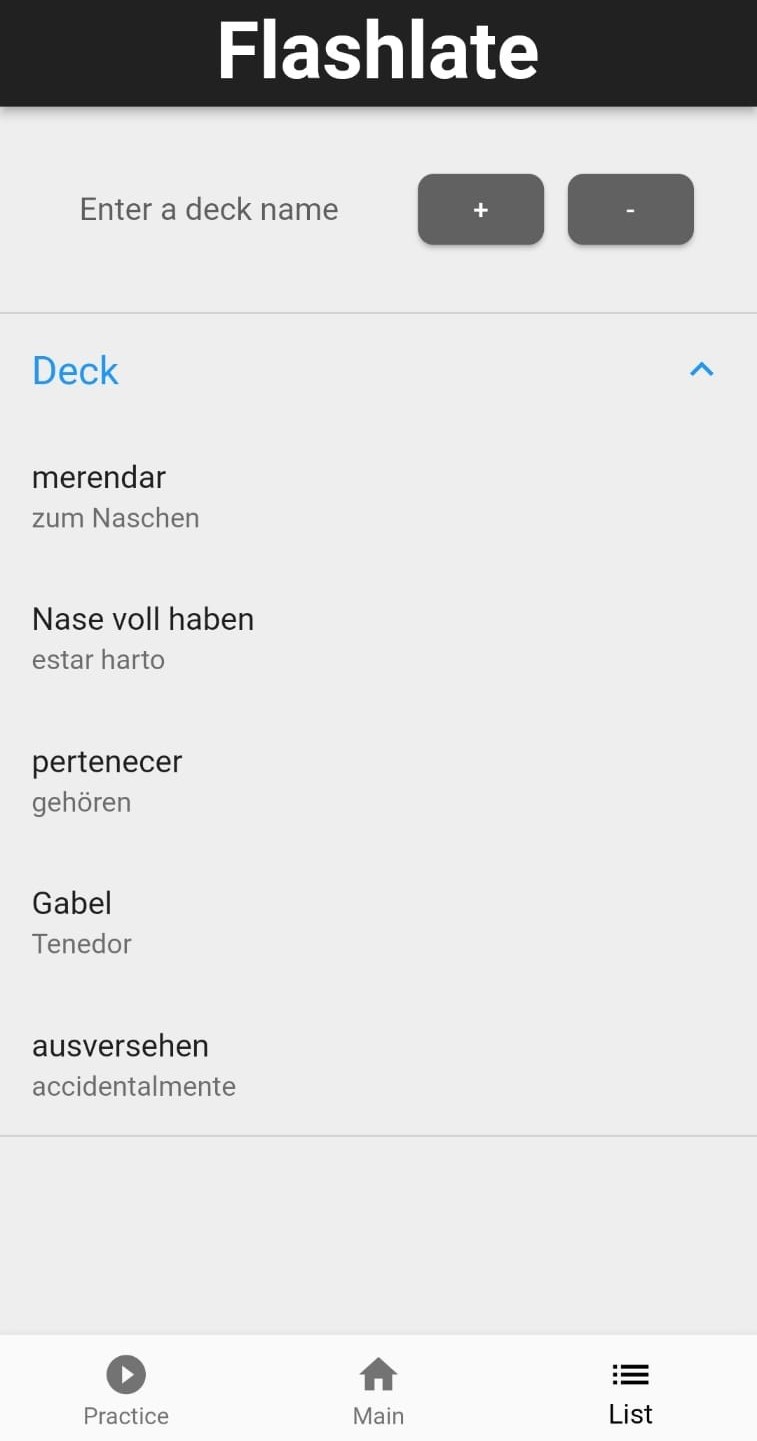 Flashlate
Enter a deck name
+
-
Deck
merendar
zum Naschen
Nase voll haben
estar harto
pertenecer
gehören
Gabel
Tenedor
ausversehen
accidentalmente
Practice
Main
List